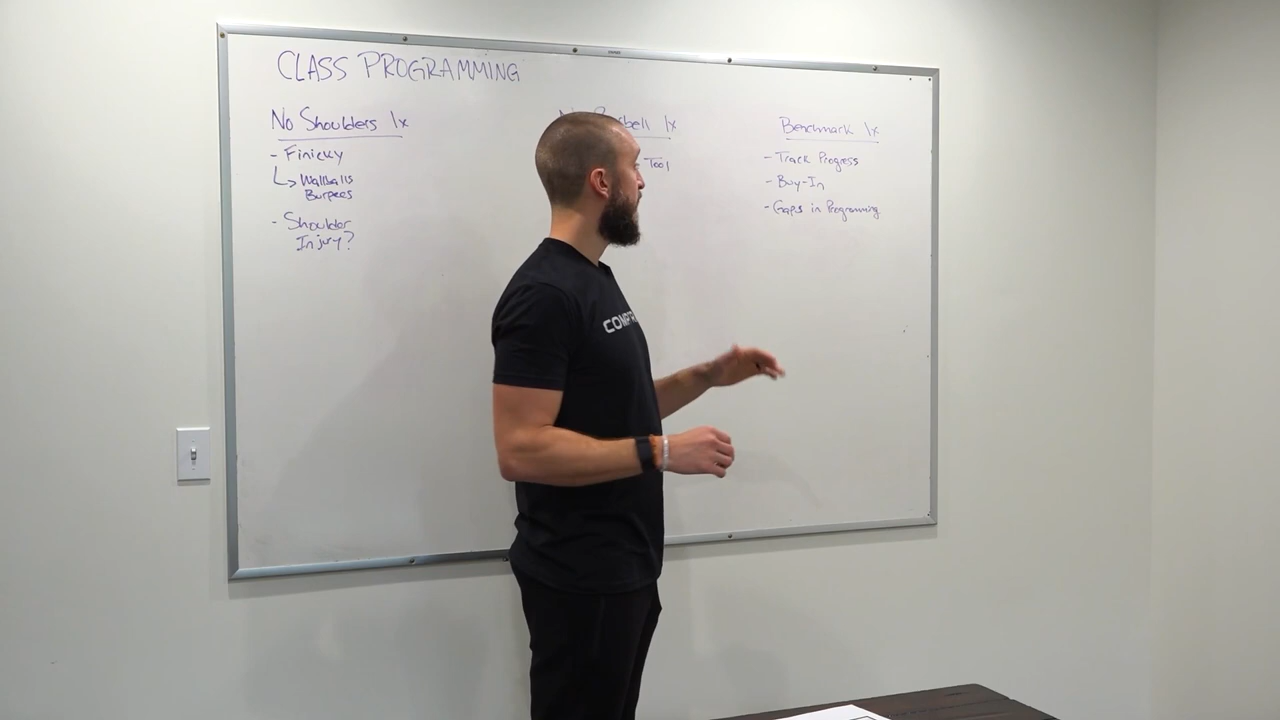 CLASS PROGRAMMING
No Shoulders 1x
- Finicky
Wallballs
Burpees
- Shoulder
Injury?
1x
Tool
Benchmark 1x
- Track Progress
- Buy-In
- Gaps in Programming